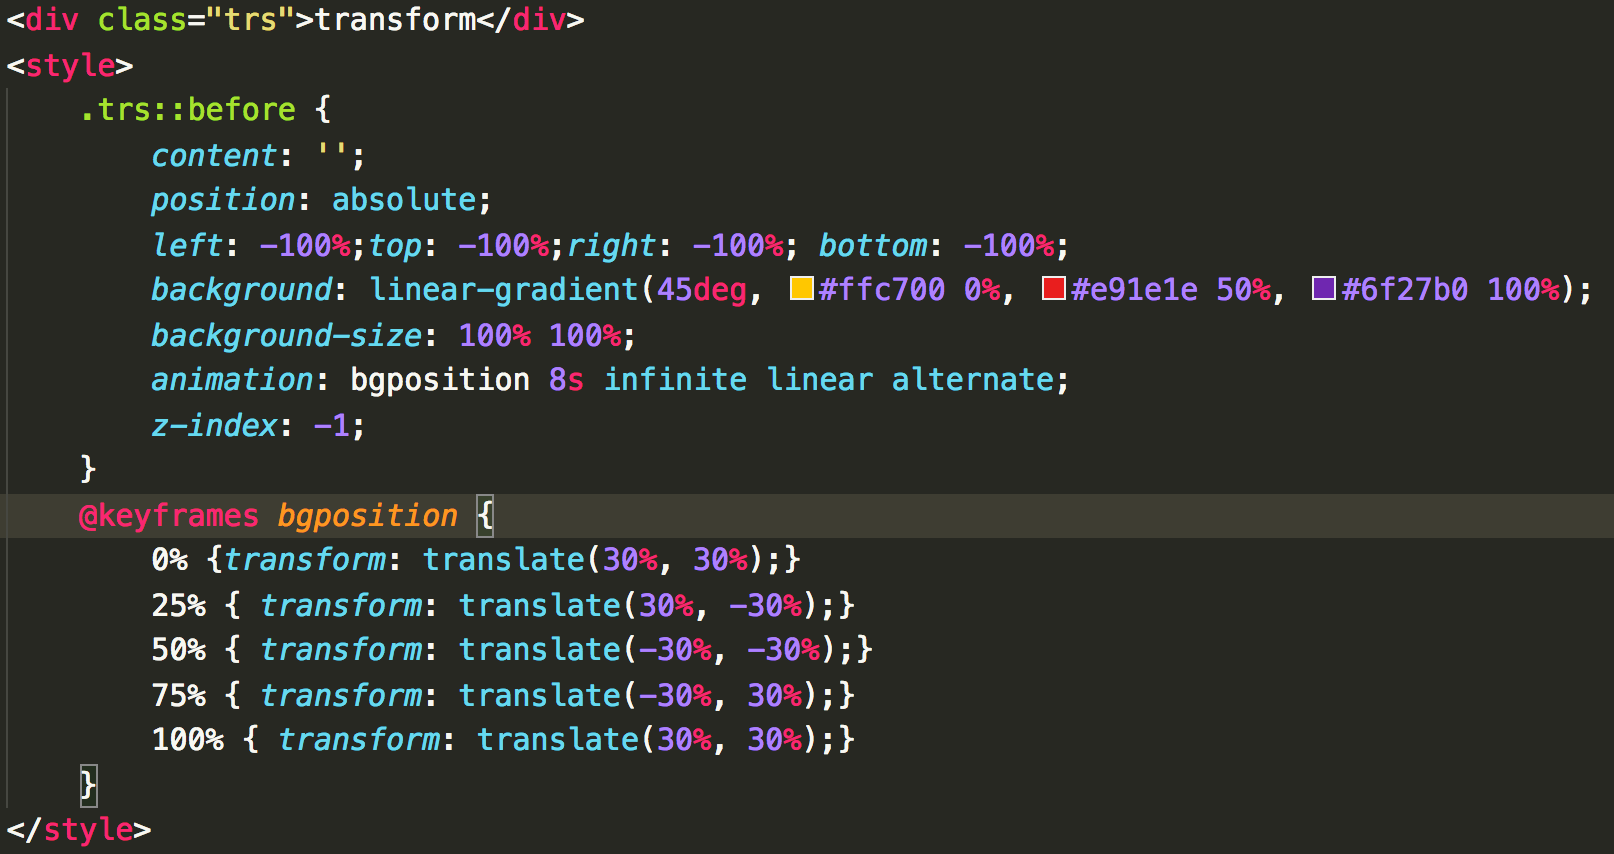 <div class="trs">transform</div>
<style>
    .trs::before {
        content: '';
        position: absolute;
        left: -100%;top: -100%;right: -100%; bottom: -100%;
        background: linear-gradient(45deg, #ffc700 0%, #e91e1e 50%, #6f27b0 100%);
        background-size: 100% 100%;
        animation: bgposition 8s infinite linear alternate;
        z-index: -1;
    }
    @keyframes bgposition {
        0% {transform: translate(30%, 30%);}
        25% { transform: translate(30%, -30%);}
        50% { transform: translate(-30%, -30%);}
        75% { transform: translate(-30%, 30%);}
        100% { transform: translate(30%, 30%);}
    }
</style>